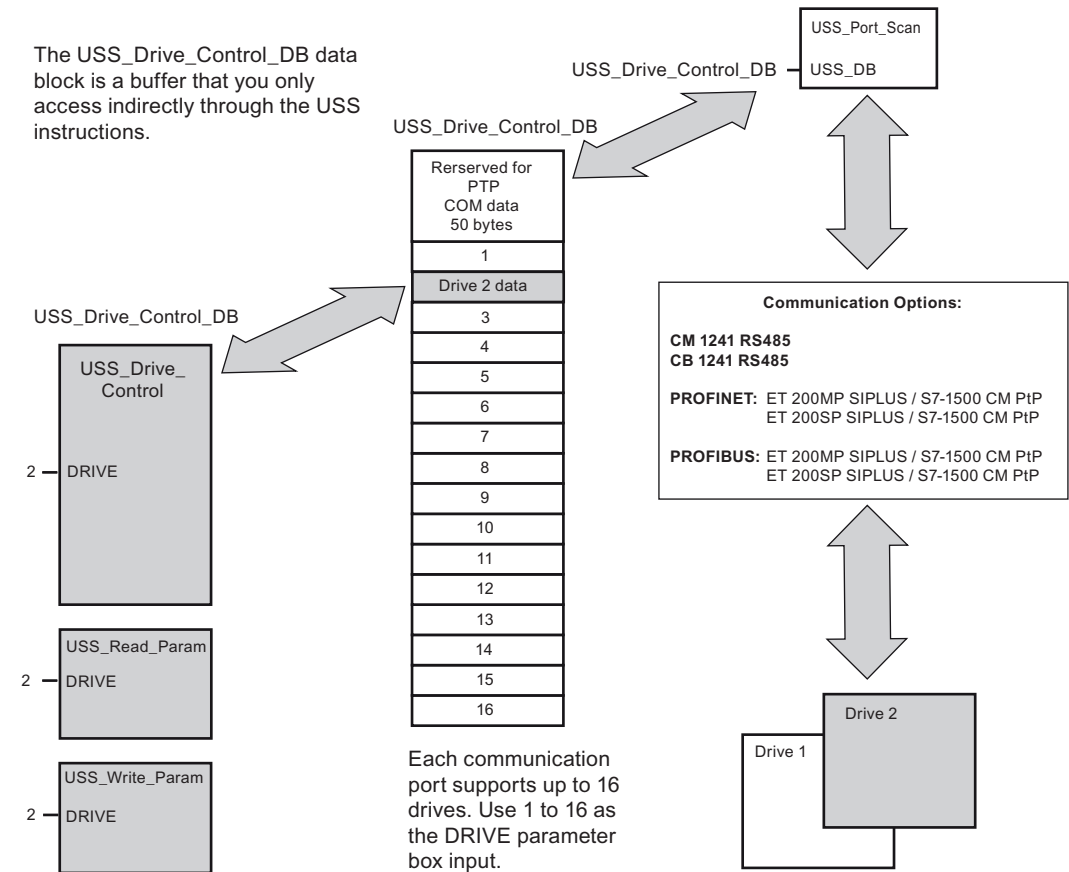 The USS_Drive_Control_DB data
block is a buffer that you only
access indirectly through the USS
instructions.
USS_Port_Scan
USS_Drive_Control_DB
USS_DB
USS_Drive_Control_DB
Rerserved for
PTP
COM data
50 bytes
1
Drive 2 data
3
4
5
6
7
8
9
10
11
12
13
14
15
16
Each communication
port supports up to 16
drives. Use 1 to 16 as
the DRIVE parameter
box input.
USS_Drive_Control_DB
USS_Drive_
Control
2 DRIVE
USS_Read_Param
2 DRIVE
USS_Write_Param
2 DRIVE
Communication Options:
CM 1241 RS485
CB 1241 RS485
PROFINET: ET 200MP SIPLUS / S7-1500 CM PtP
ET 200SP SIPLUS / S7-1500 CM PtP
PROFIBUS: ET 200MP SIPLUS / S7-1500 CM PtP
ET 200SP SIPLUS / S7-1500 CM PtP
Drive 2
Drive 1